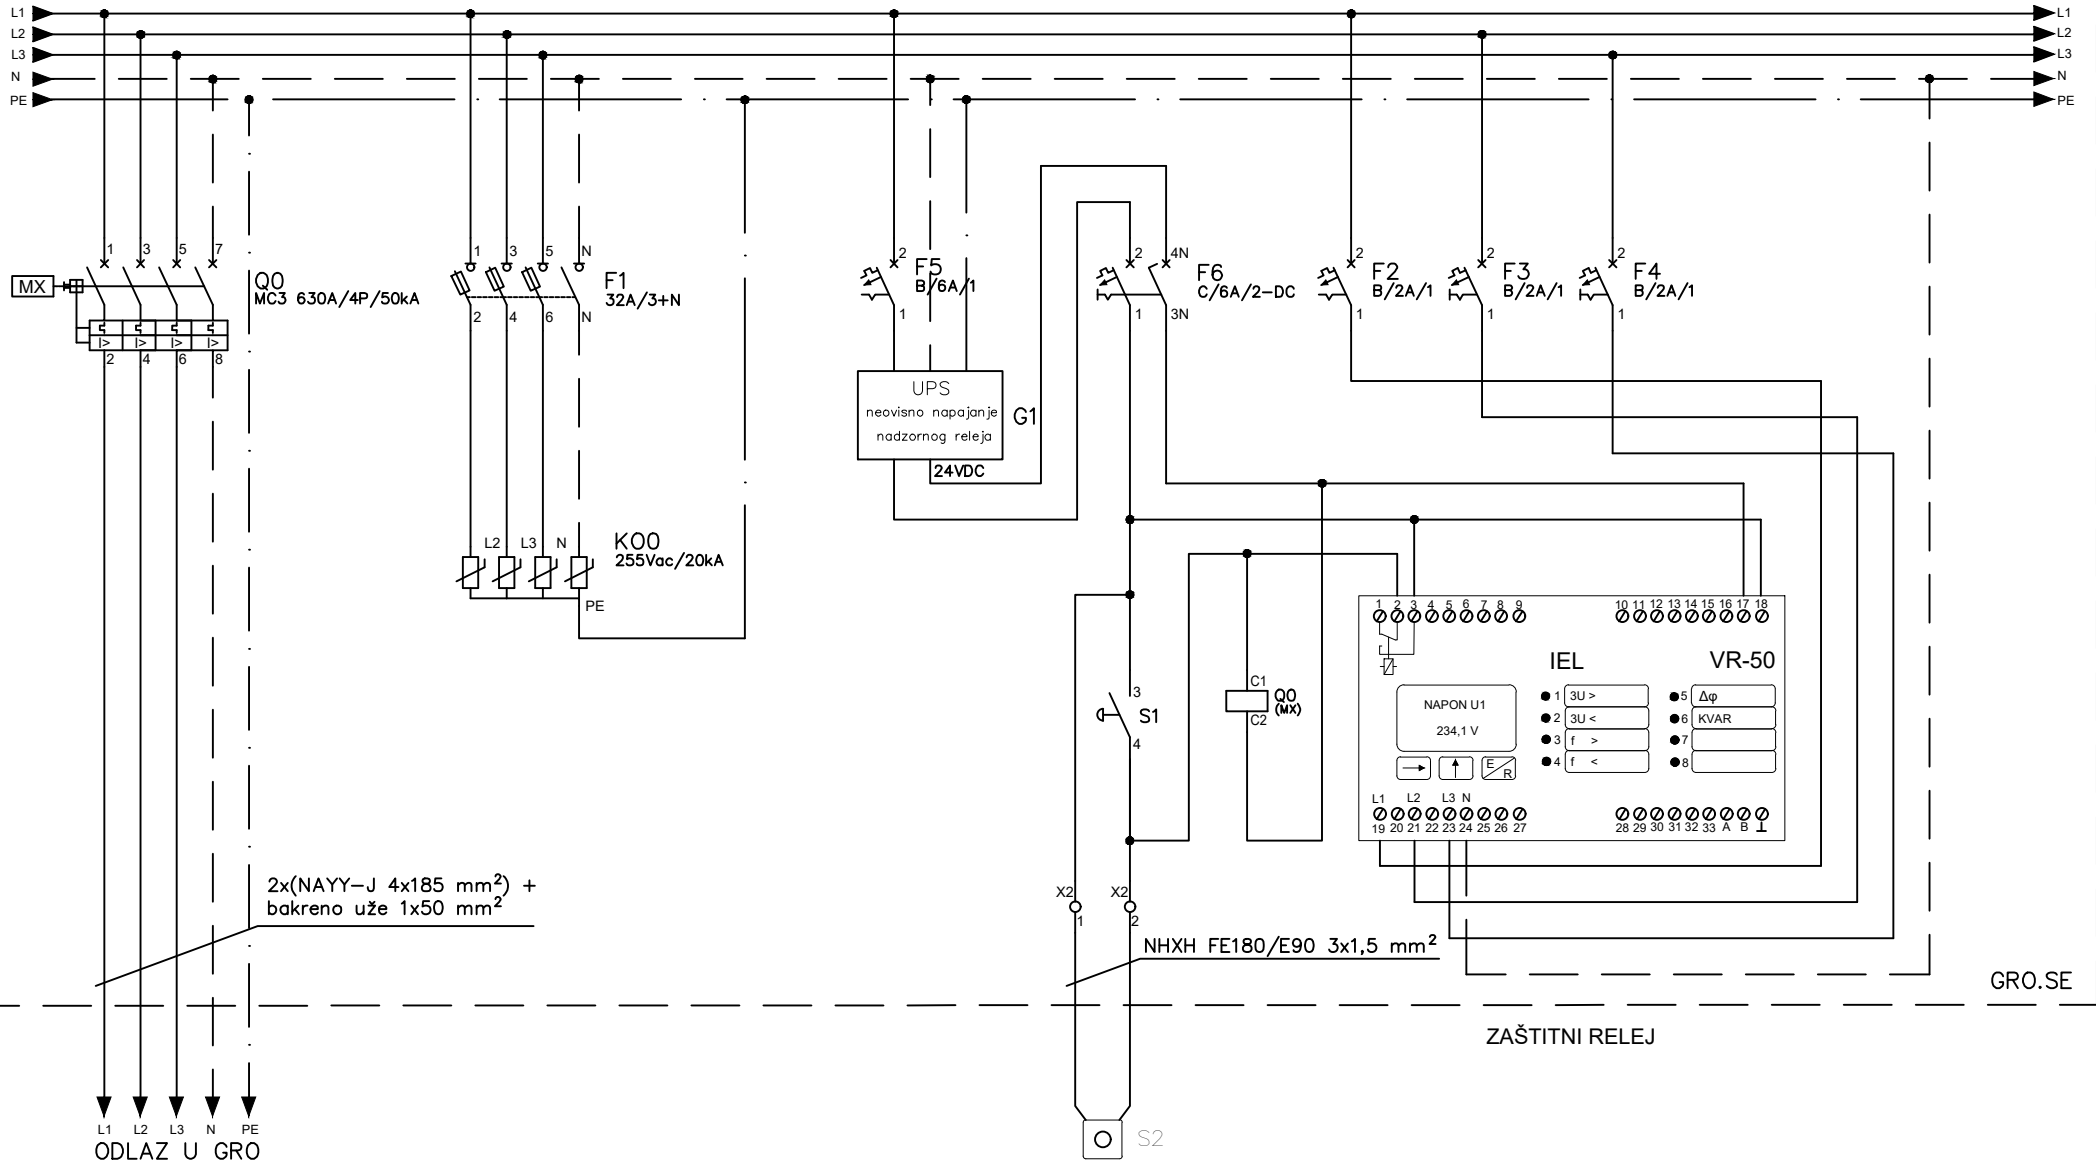 L1 L1
L2 L2
L3 L3
N N
PE PE
1 3 5 7
MX
Q0
MC3 630A/4P/50kA
I> I> I> I>
2 4 6 8
1 3 5 N
F1
32A/3+N
2 4 6 N
2
F5
B/6A/1
1
2 4N
F6
C/6A/2-DC
1 3N
2
F2
B/2A/1
1
2
F3
B/2A/1
1
2
F4
B/2A/1
1
UPS
neovisno napajanje
nadzornog releja
G1
24VDC
L2 L3 N
K00
255Vac/20kA
PE
1 2 3 4 5 6 7 8 9
10 11 12 13 14 15 16 17 18
IEL VR-50
NAPON U1
234,1 V
1 3U >
2 3U <
3 f >
4 f <
5 Δφ
6 KVAR
7
8
E
R
L1 L2 L3 N
19 20 21 22 23 24 25 26 27
28 29 30 31 32 33 A B ⊥
3
S1
4
C1
Q0
(MX)
C2
2x(NAYY-J 4x185 mm²) +
bakreno uže 1x50 mm²
X2 X2
1 2
NHXH FE180/E90 3x1,5 mm²
GRO.SE
ZAŠTITNI RELEJ
L1 L2 L3 N PE
ODLAZ U GRO
S2